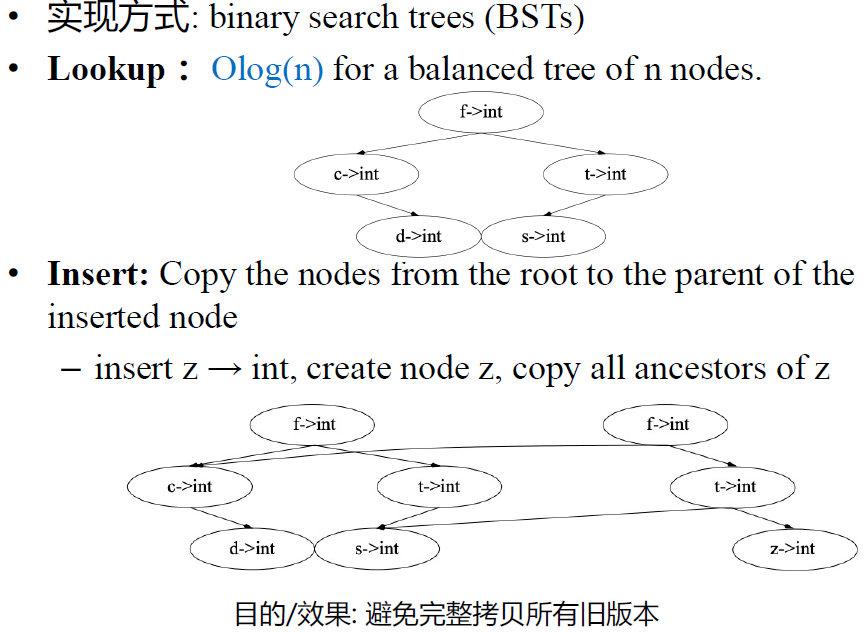 • 实现方式: binary search trees (BSTs)
• Lookup： Olog(n) for a balanced tree of n nodes.
f->int
c->int t->int
d->int s->int
• Insert: Copy the nodes from the root to the parent of the
inserted node
– insert z → int, create node z, copy all ancestors of z
f->int f->int
c->int t->int t->int
d->int s->int z->int
目的/效果: 避免完整拷贝所有旧版本